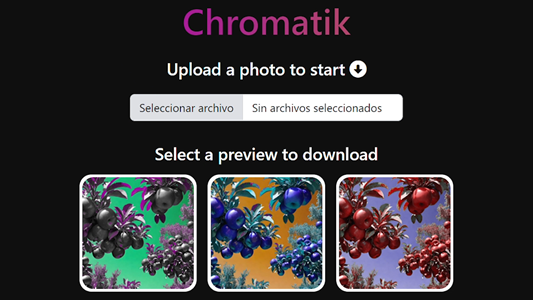 Chromatik
Upload a photo to start
Seleccionar archivo Sin archivos seleccionados
Select a preview to download